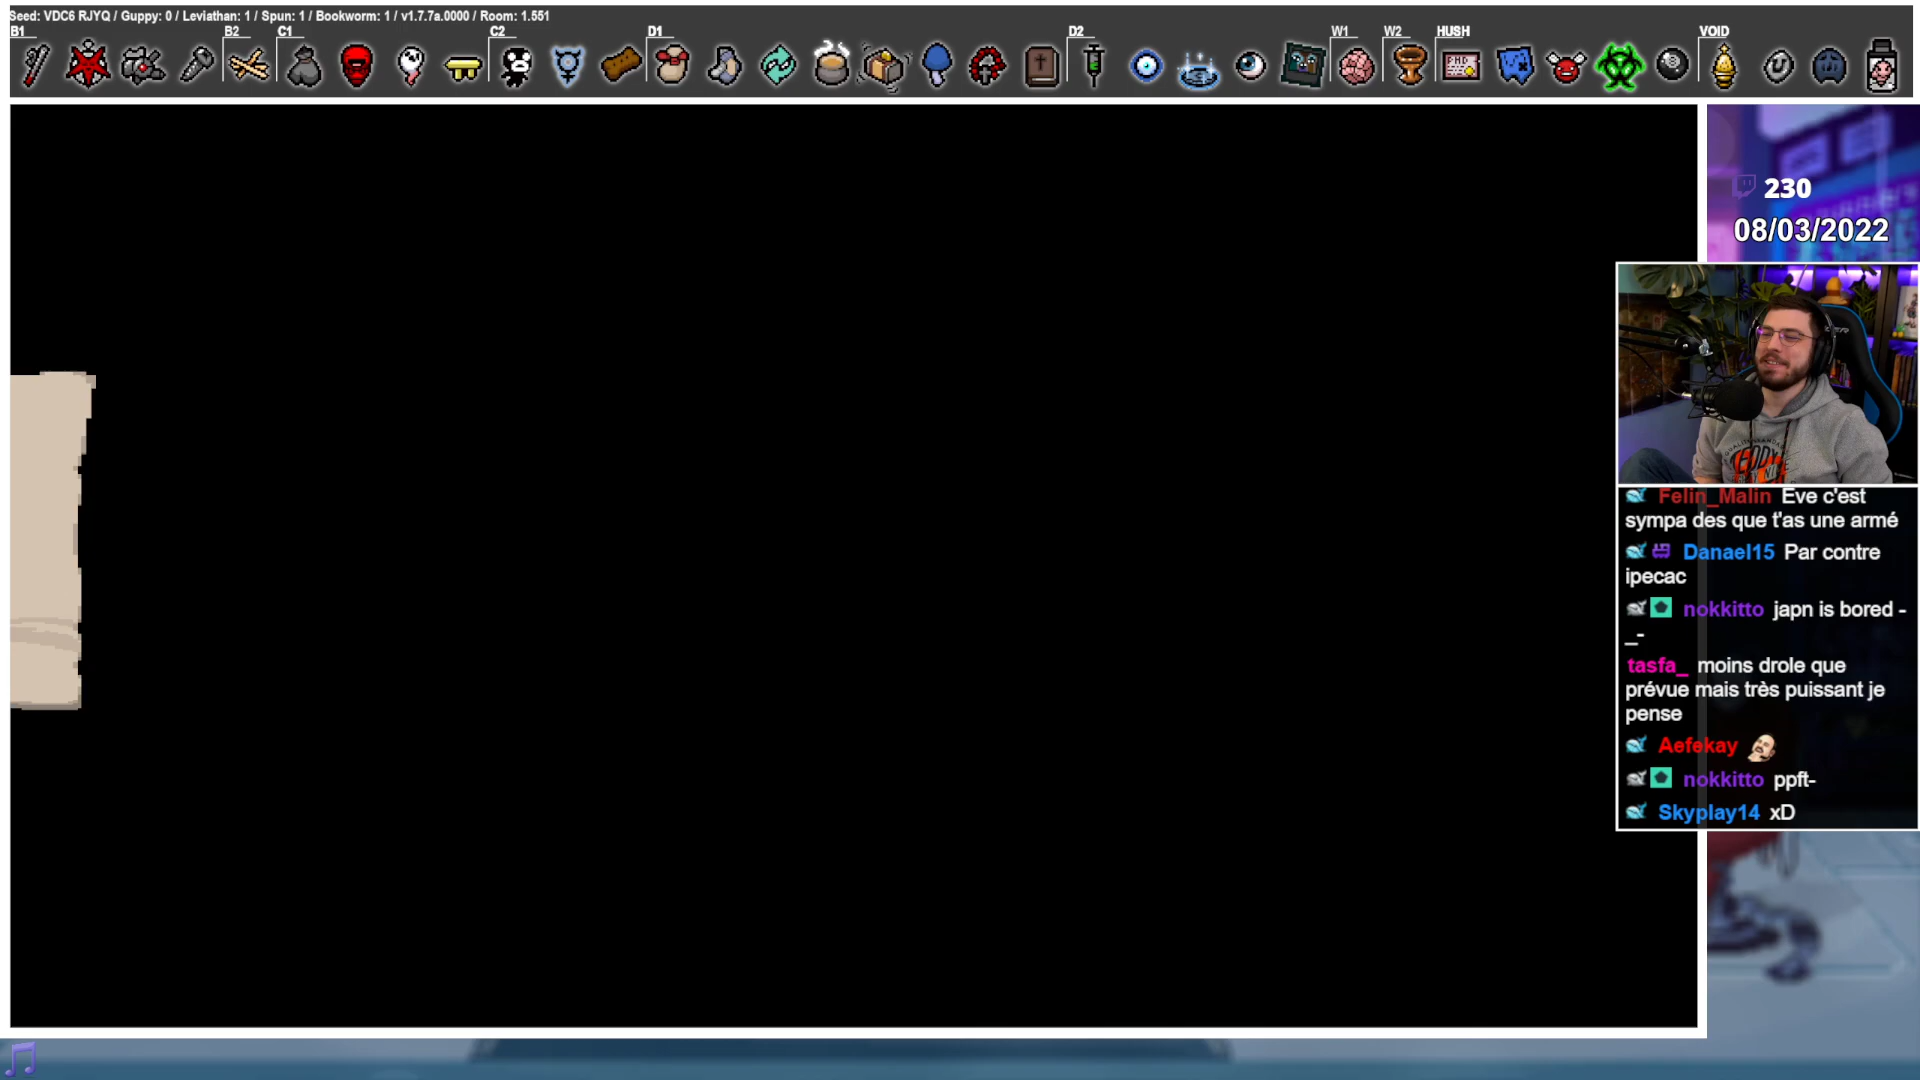 Seed: VDC6 RJYQ / Guppy: 0 / Leviathan: 1 / Spun: 1 / Bookworm: 1 / v1.7.7a.0000 / Room: 1.551
B1 B2 C1 C2 D1 D2 W1 W2 HUSH VOID
PHD
230
08/03/2022
Felin_Malin Eve c'est
sympa des que t'as une armé
Danael15 Par contre
ipecac
nokkitto japn is bored -
_-
tasfa_ moins drole que
prévue mais très puissant je
pense
Aefekay
nokkitto ppft-
Skyplay14 xD